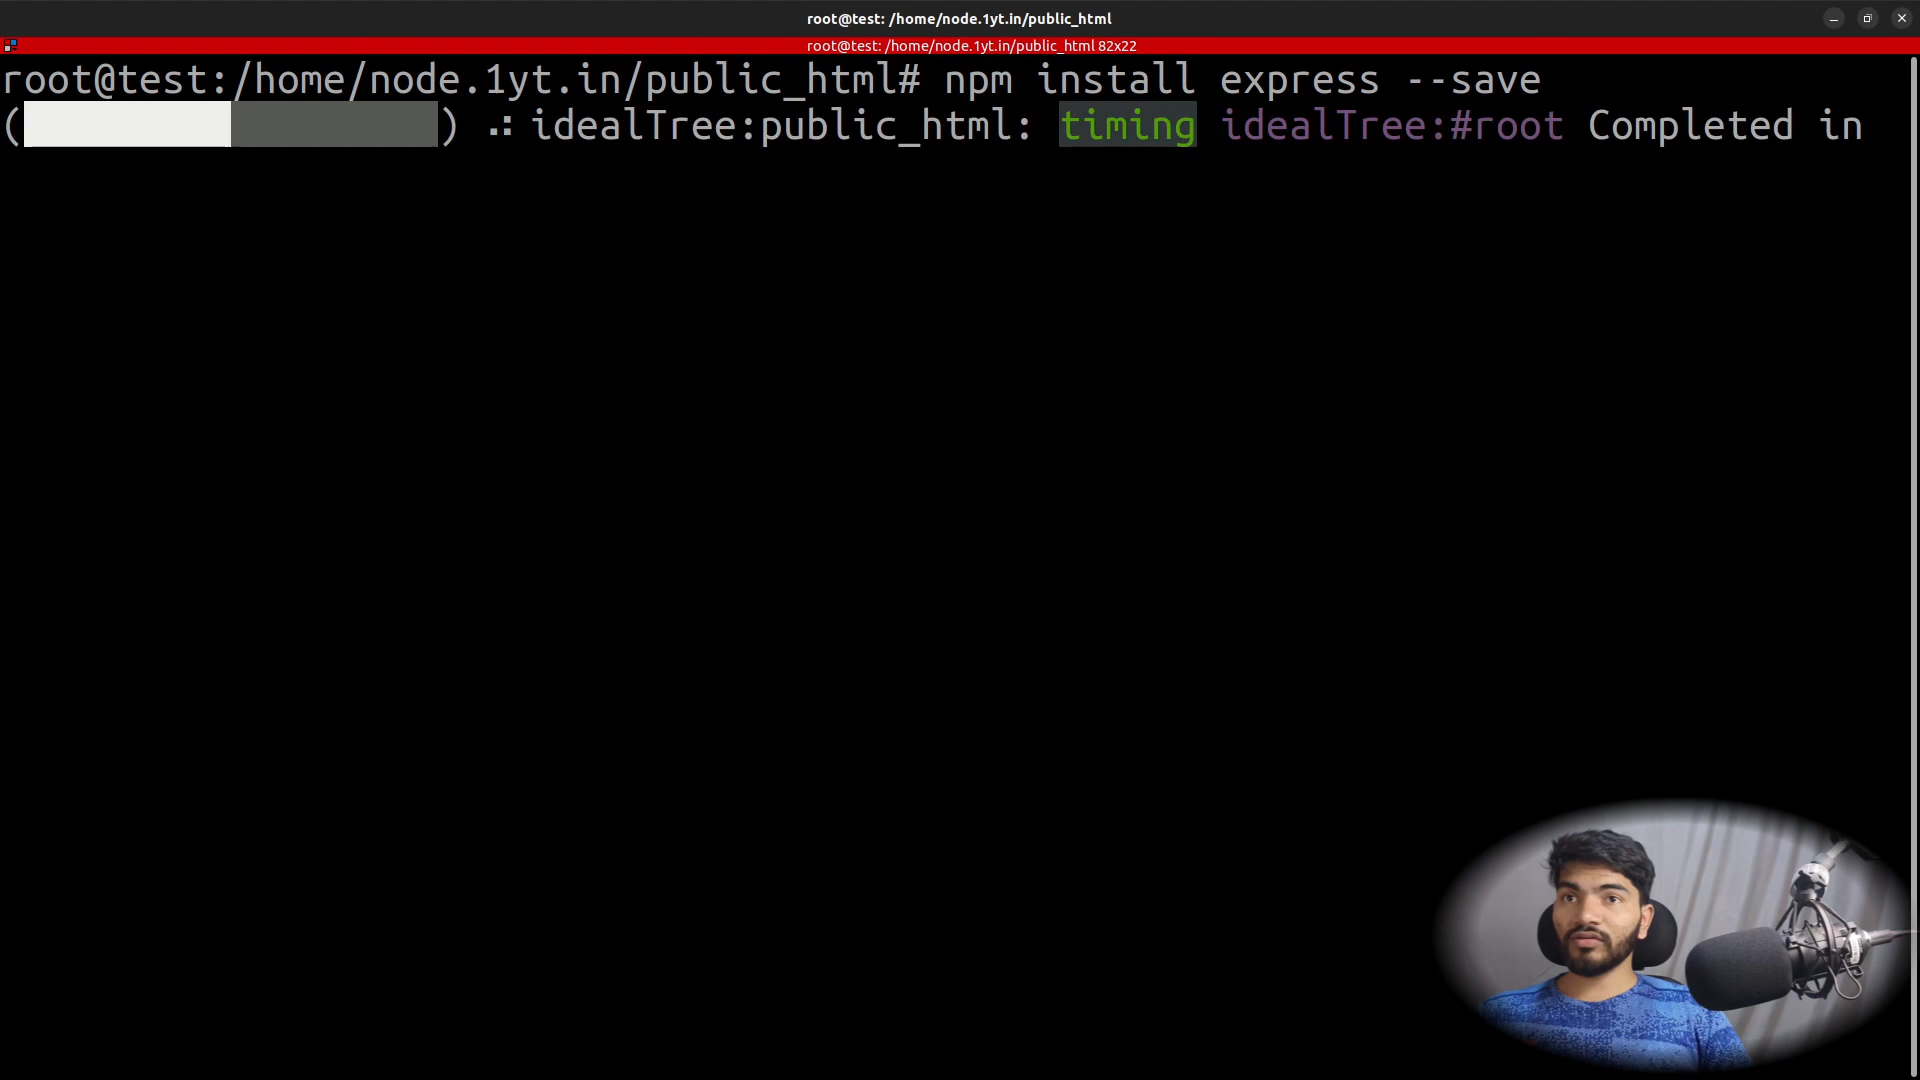 root@test: /home/node.1yt.in/public_html
root@test: /home/node.1yt.in/public_html 82x22
root@test:/home/node.1yt.in/public_html# npm install express --save
( ) ⠼ idealTree:public_html: timing idealTree:#root Completed in